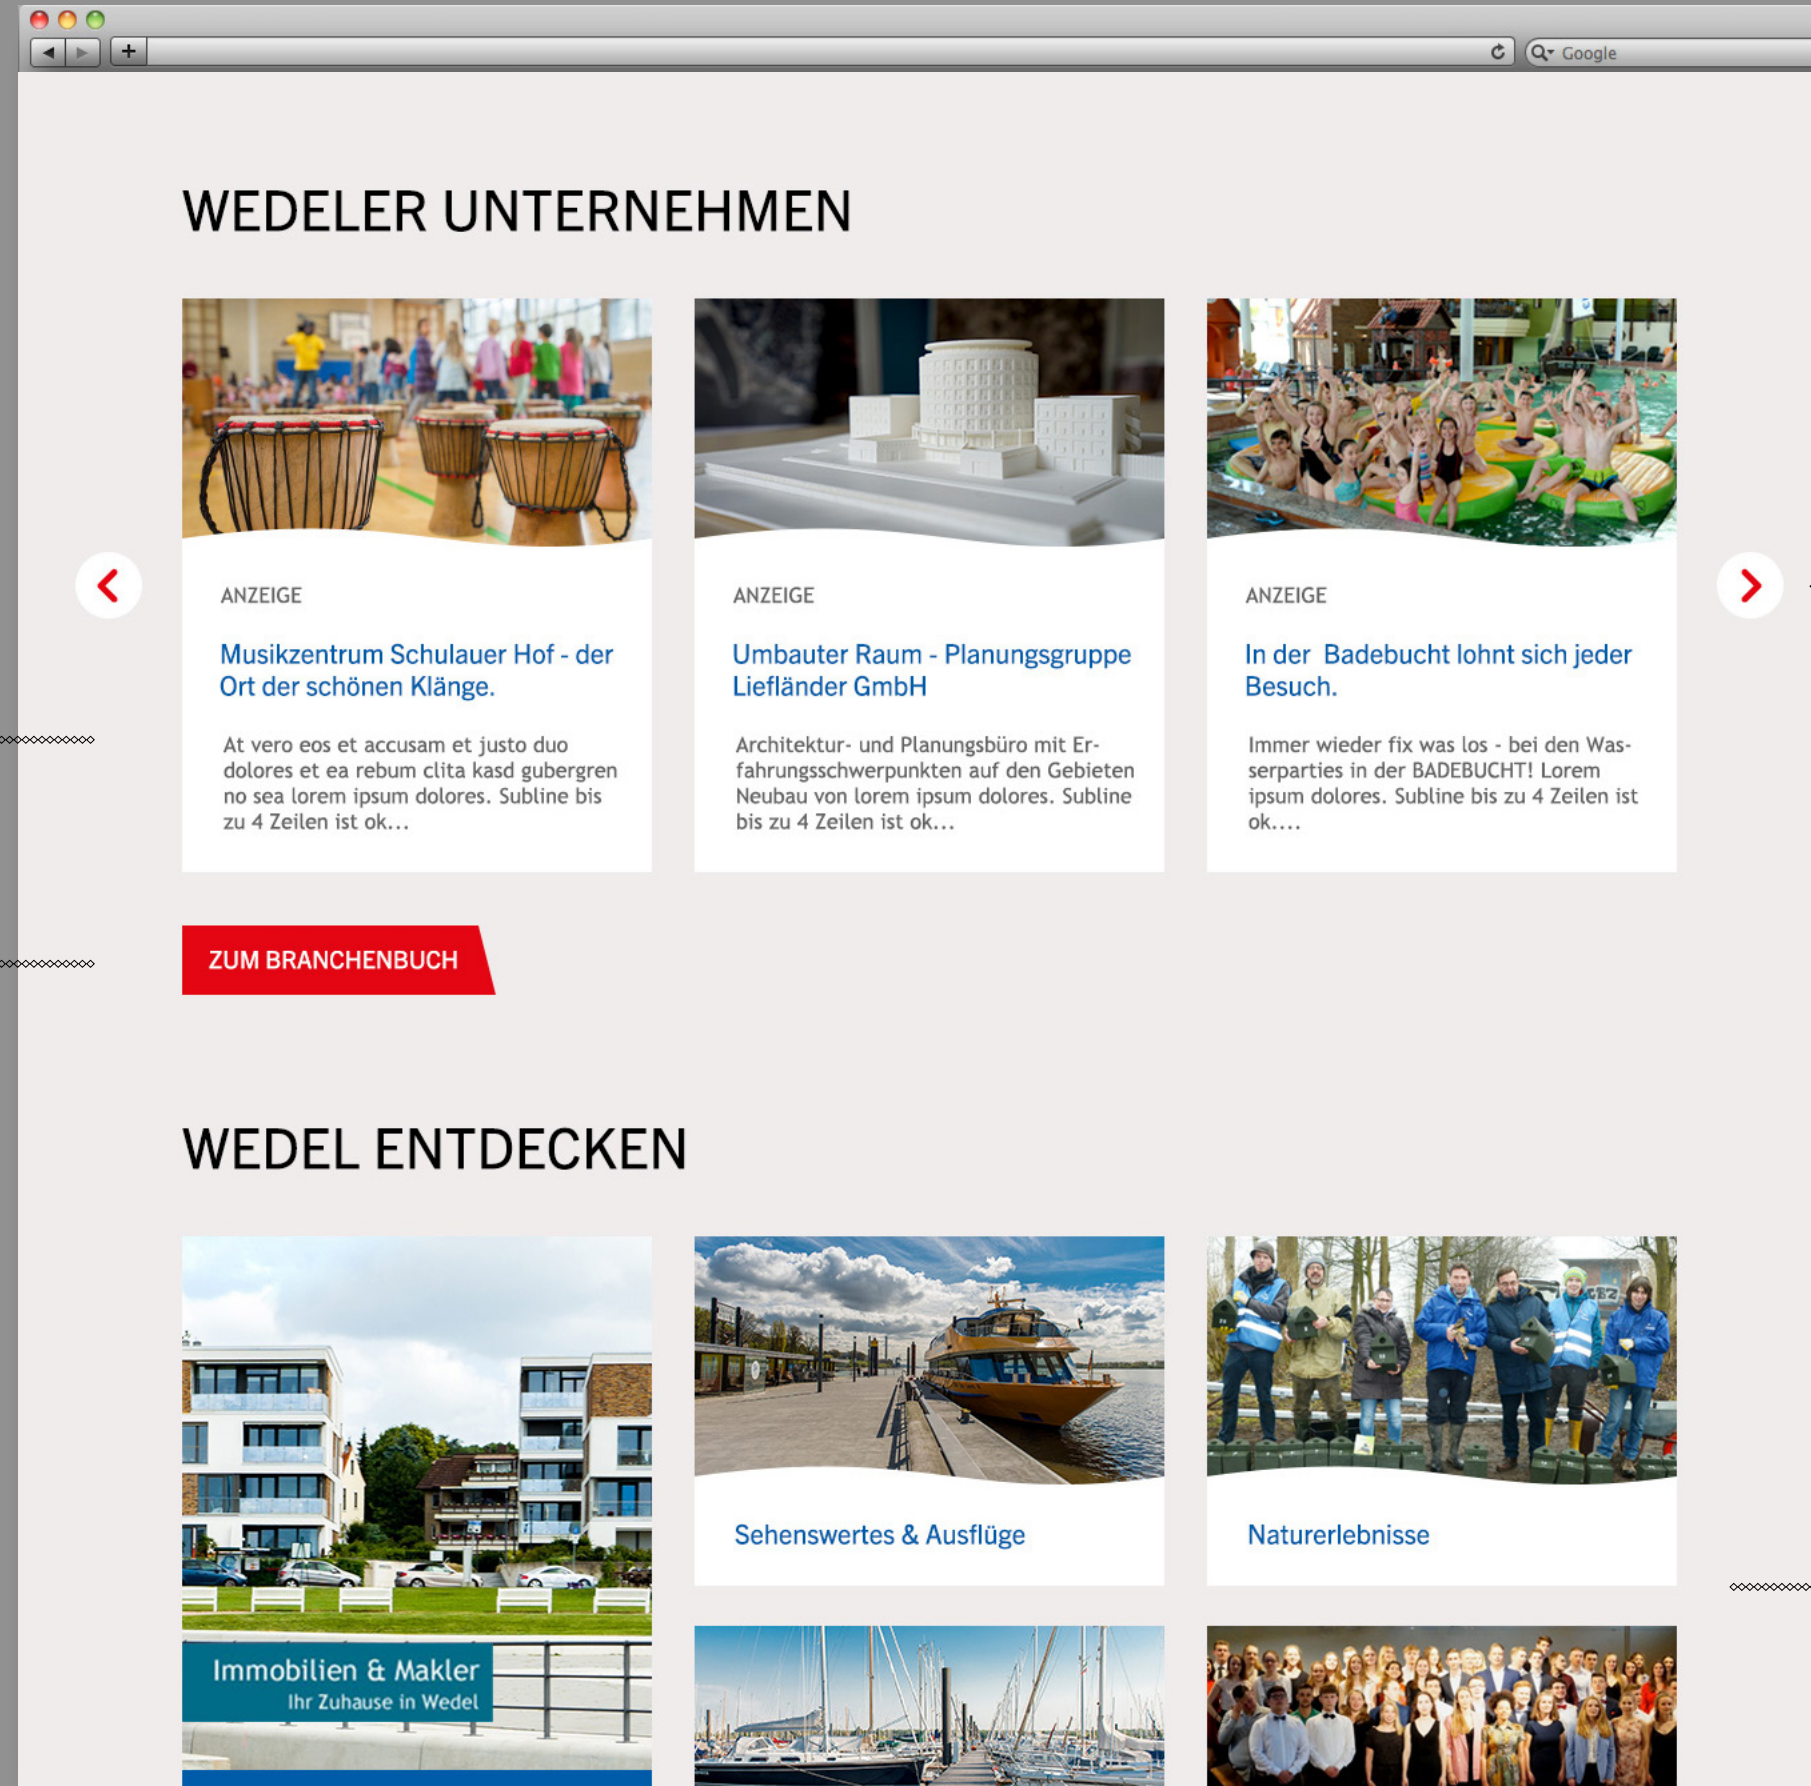 Google
WEDELER UNTERNEHMEN
ANZEIGE
Musikzentrum Schulauer Hof - der
Ort der schönen Klänge.
At vero eos et accusam et justo duo
dolores et ea rebum clita kasd gubergren
no sea lorem ipsum dolores. Subline bis
zu 4 Zeilen ist ok...
ANZEIGE
Umbauter Raum - Planungsgruppe
Liefländer GmbH
Architektur- und Planungsbüro mit Er-
fahrungsschwerpunkten auf den Gebieten
Neubau von lorem ipsum dolores. Subline
bis zu 4 Zeilen ist ok...
ANZEIGE
In der  Badebucht lohnt sich jeder
Besuch.
Immer wieder fix was los - bei den Was-
serparties in der BADEBUCHT! Lorem
ipsum dolores. Subline bis zu 4 Zeilen ist
ok....
ZUM BRANCHENBUCH
WEDEL ENTDECKEN
Immobilien & Makler
Ihr Zuhause in Wedel
Sehenswertes & Ausflüge
Naturerlebnisse